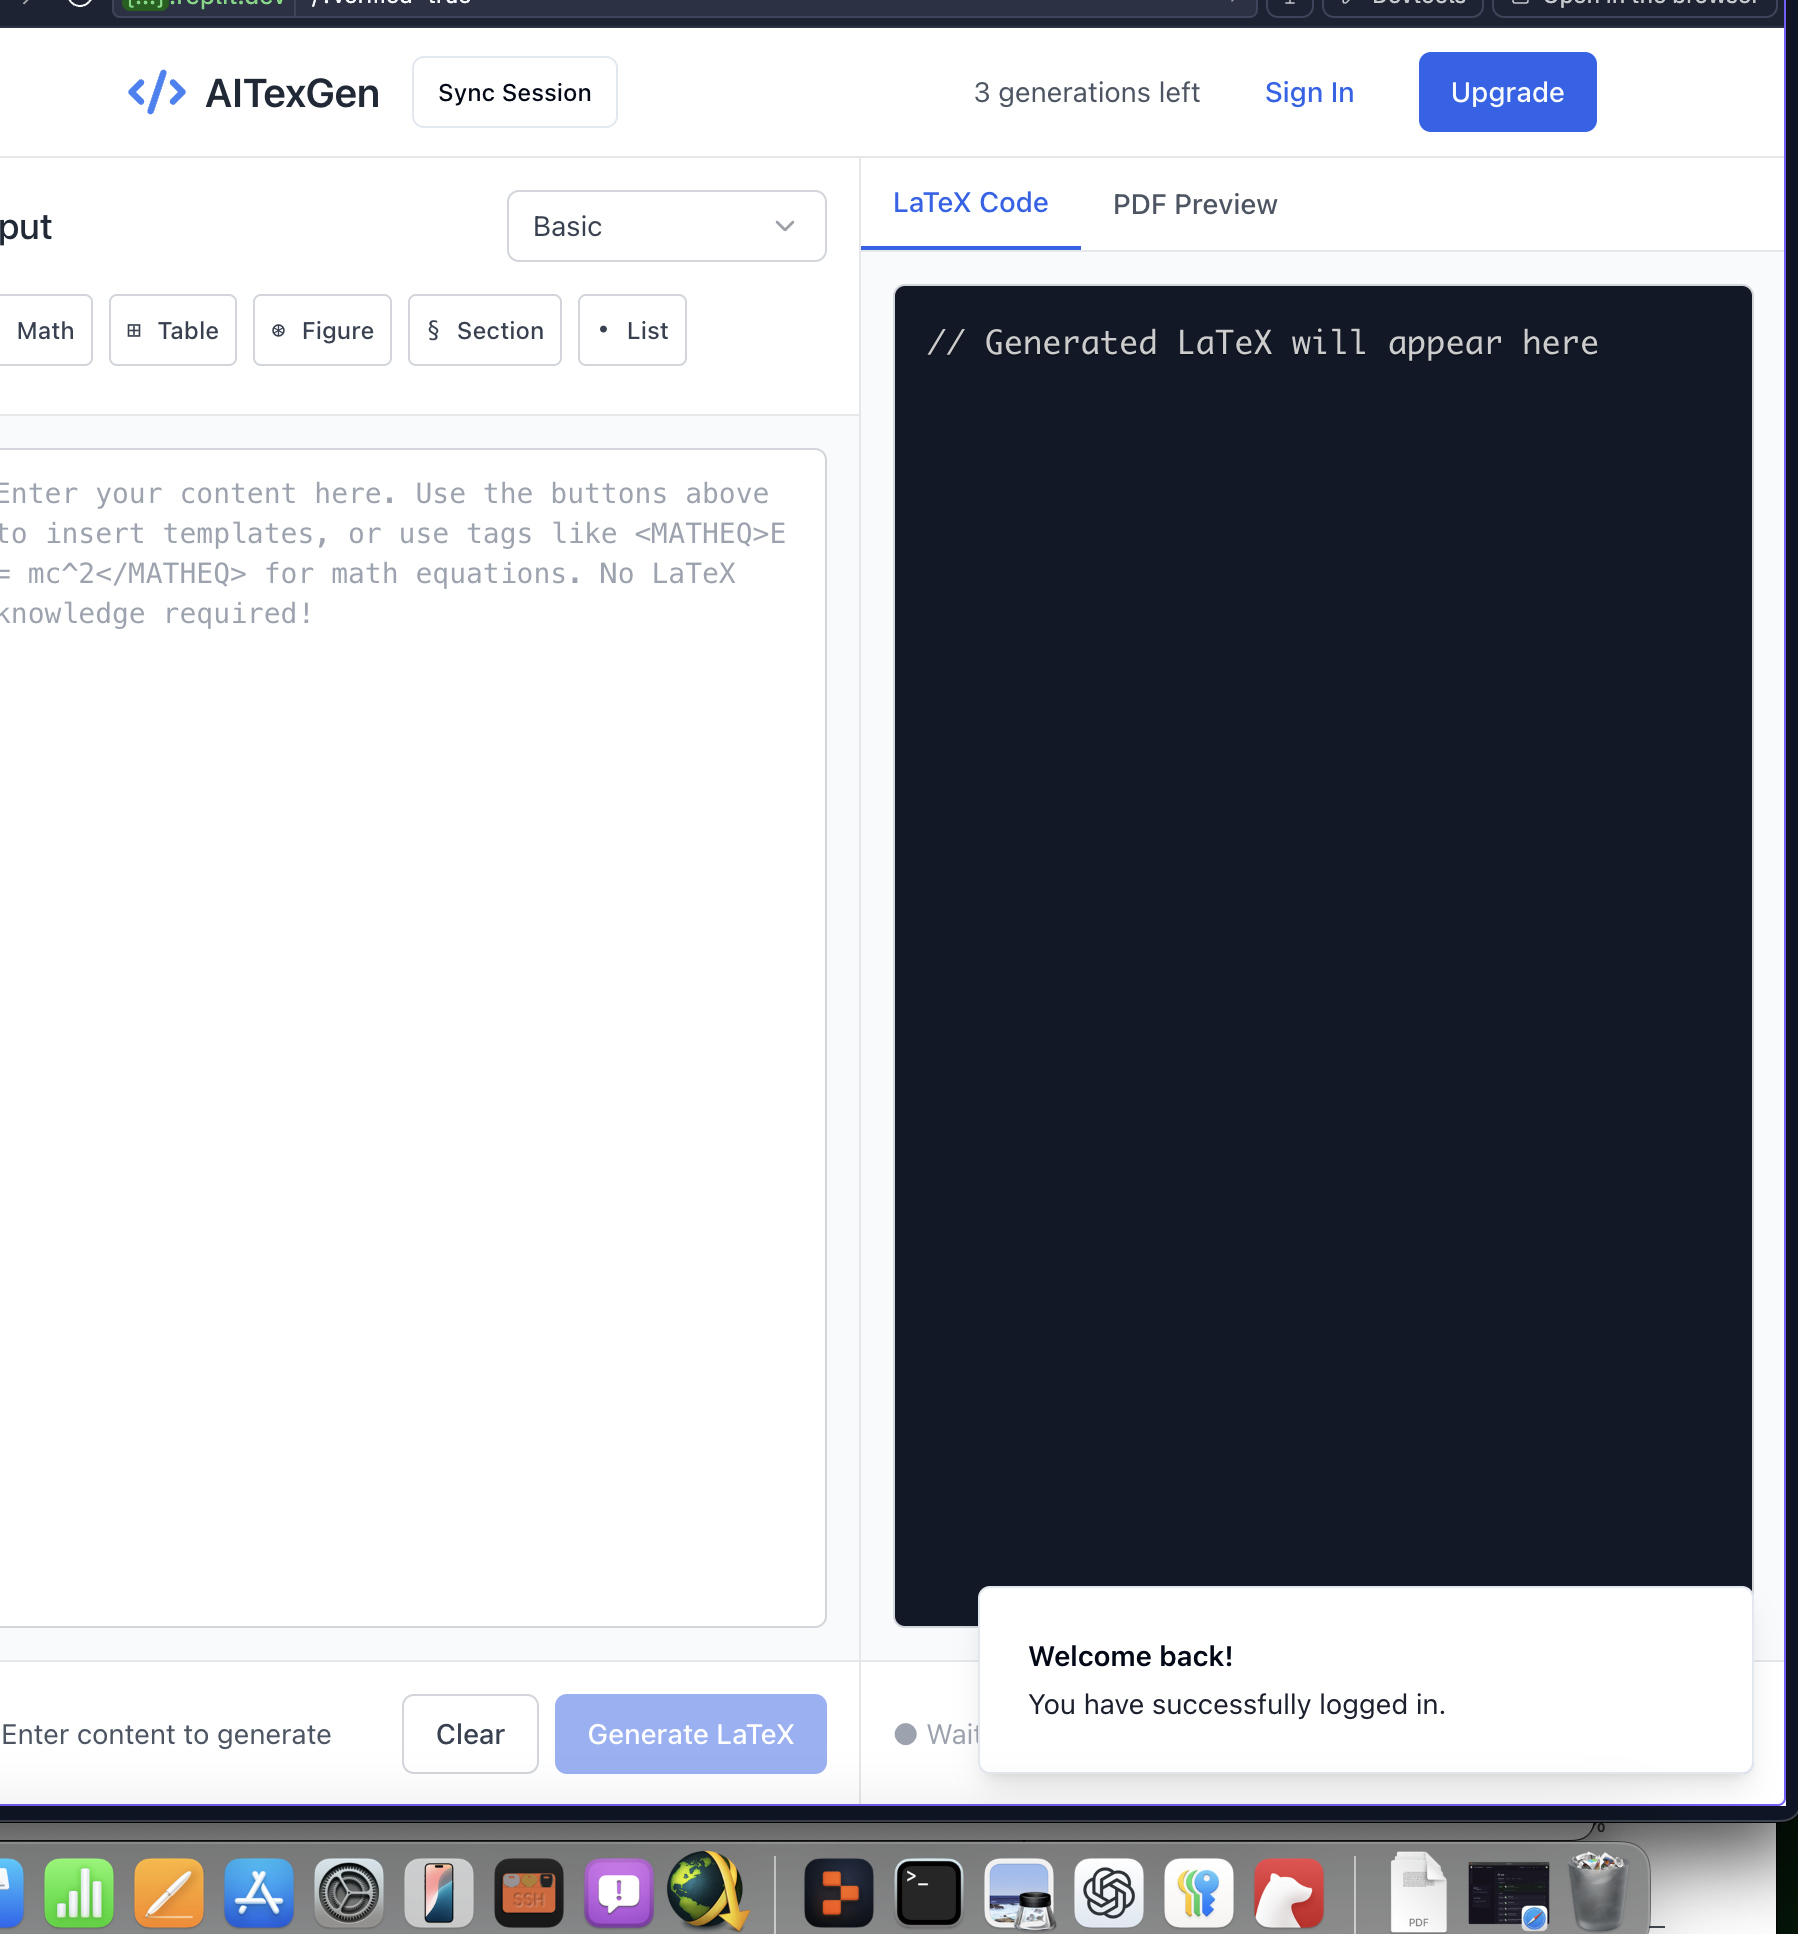 </> AITexGen
Sync Session
3 generations left
Sign In
Upgrade
put
Basic
LaTeX Code
PDF Preview
Math
Table
Figure
§ Section
• List
// Generated LaTeX will appear here
Enter your content here. Use the buttons above
to insert templates, or use tags like <MATHEQ>E
= mc^2</MATHEQ> for math equations. No LaTeX
knowledge required!
Welcome back!
You have successfully logged in.
Enter content to generate
Clear
Generate LaTeX
Wait
SSH
>_
PDF